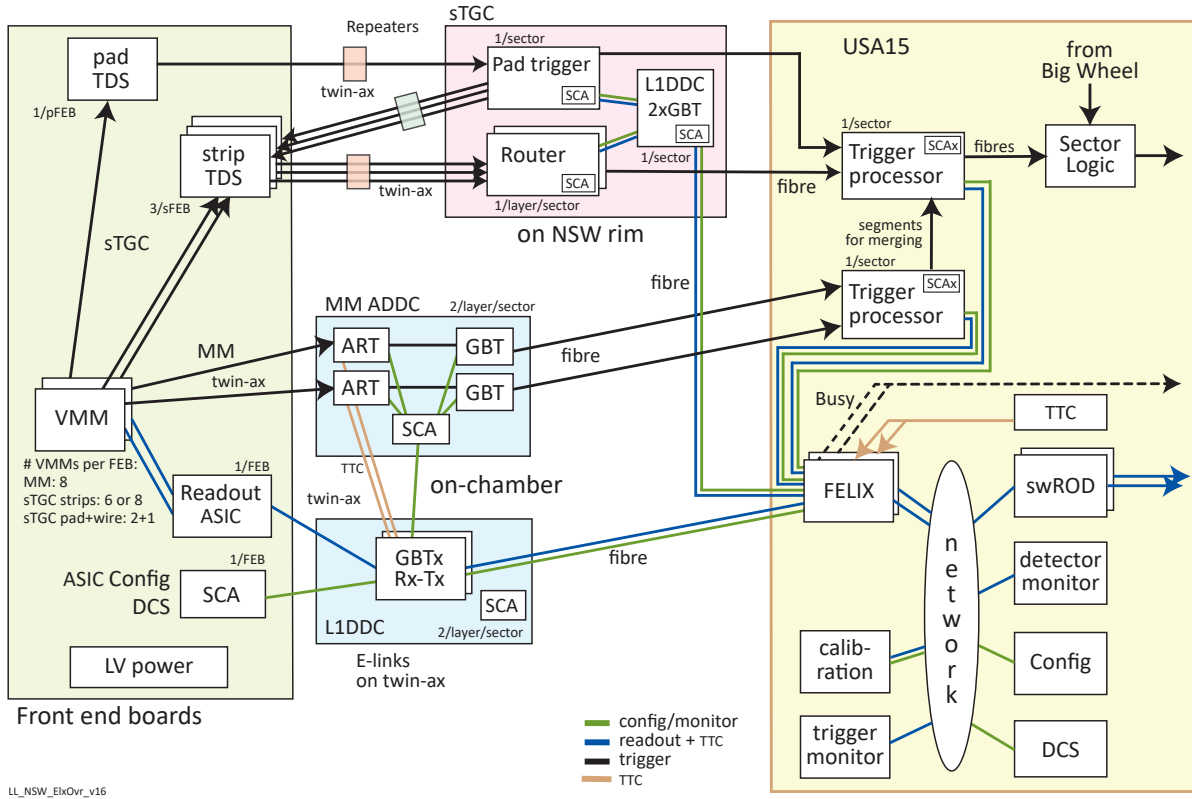 pad
TDS
1/pFEB
strip
TDS
3/sFEB
sTGC
VMM
# VMMs per FEB:
MM: 8
sTGC strips: 6 or 8
sTGC pad+wire: 2+1
1/FEB
Readout
ASIC
1/FEB
ASIC Config
DCS
SCA
LV power
Front end boards
Repeaters
twin-ax
twin-ax
sTGC
1/sector
Pad trigger
SCA
L1DDC
2xGBT
SCA
1/sector
Router
SCA
1/layer/sector
on NSW rim
MM
twin-ax
MM ADDC
2/layer/sector
ART
GBT
ART
GBT
SCA
TTC
twin-ax
on-chamber
GBTx
Rx-Tx
SCA
L1DDC
2/layer/sector
E-links
on twin-ax
fibre
fibre
fibre
fibre
USA15
from
Big Wheel
1/sector
Trigger
processor
SCAx
fibres
Sector
Logic
segments
for merging
1/sector
Trigger
processor
SCAx
Busy
TTC
FELIX
swROD
network
detector
monitor
calib-
ration
Config
trigger
monitor
DCS
config/monitor
readout + TTC
trigger
TTC
LL_NSW_ElxOvr_v16